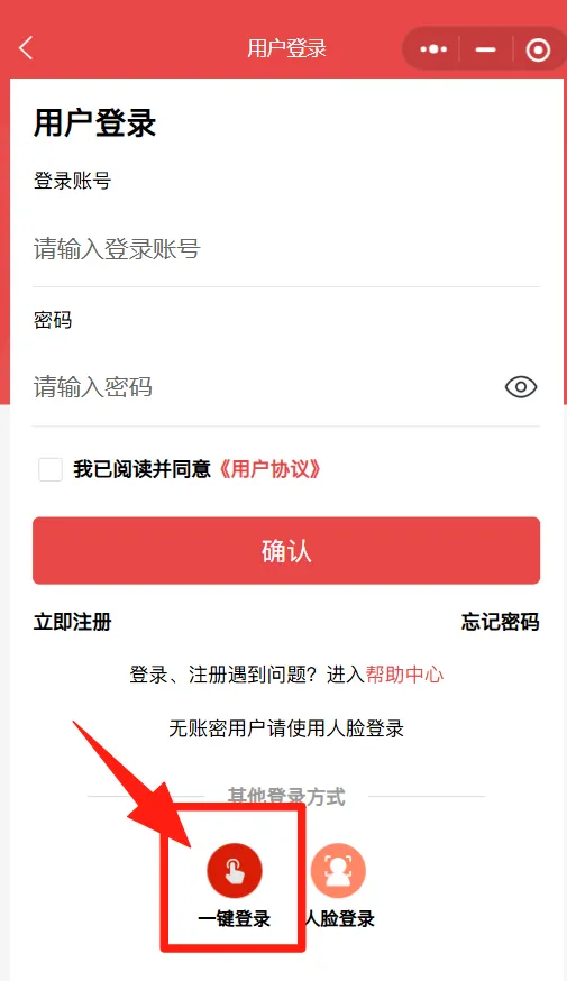 用户登录
用户登录
登录账号
请输入登录账号
密码
请输入密码
我已阅读并同意《用户协议》
确认
立即注册 忘记密码
登录、注册遇到问题？进入帮助中心
无账密用户请使用人脸登录
其他登录方式
一键登录 人脸登录